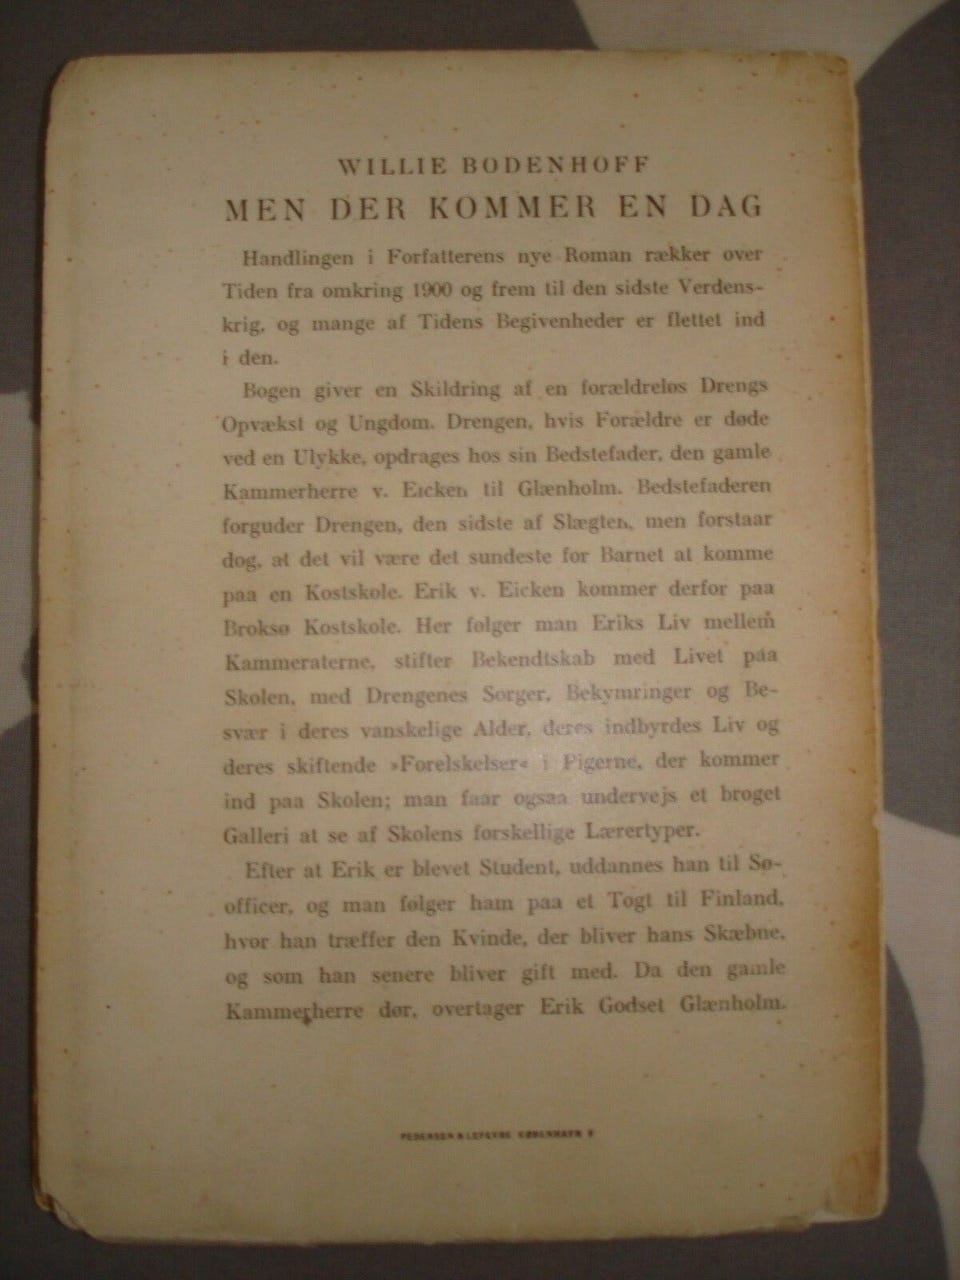 WILLIE BODENHOFF
MEN DER KOMMER EN DAG
Handlingen i Forfatterens nye Roman rækker over
Tiden fra omkring 1900 og frem til den sidste Verdens-
krig, og mange af Tidens Begivenheder er flettet ind
i den.
Bogen giver en Skildring af en forældreløs Drengs
Opvækst og Ungdom. Drengen, hvis Forældre er døde
ved en Ulykke, opdrages hos sin Bedstefader, den gamle
Kammerherre v. Eicken til Glænholm. Bedstefaderen
forguder Drengen, den sidste af Slægten, men forstaar
dog, at det vil være det sundeste for Barnet at komme
paa en Kostskole. Erik v. Eicken kommer derfor paa
Broksø Kostskole. Her følger man Eriks Liv mellem
Kammeraterne, stifter Bekendtskab med Livet paa
Skolen, med Drengenes Sorger, Bekymringer og Be-
svær i deres vanskelige Alder, deres indbyrdes Liv og
deres skiftende »Forelskelser« i Pigerne, der kommer
ind paa Skolen; man faar ogsaa undervejs et broget
Galleri at se af Skolens forskellige Lærertyper.
Efter at Erik er blevet Student, uddannes han til Sø-
officer, og man følger ham paa et Togt til Finland,
hvor han træffer den Kvinde, der bliver hans Skæbne,
og som han senere bliver gift med. Da den gamle
Kammerherre dør, overtager Erik Godset Glænholm.
PEDERSEN & LEFEVRE KØBENHAVN